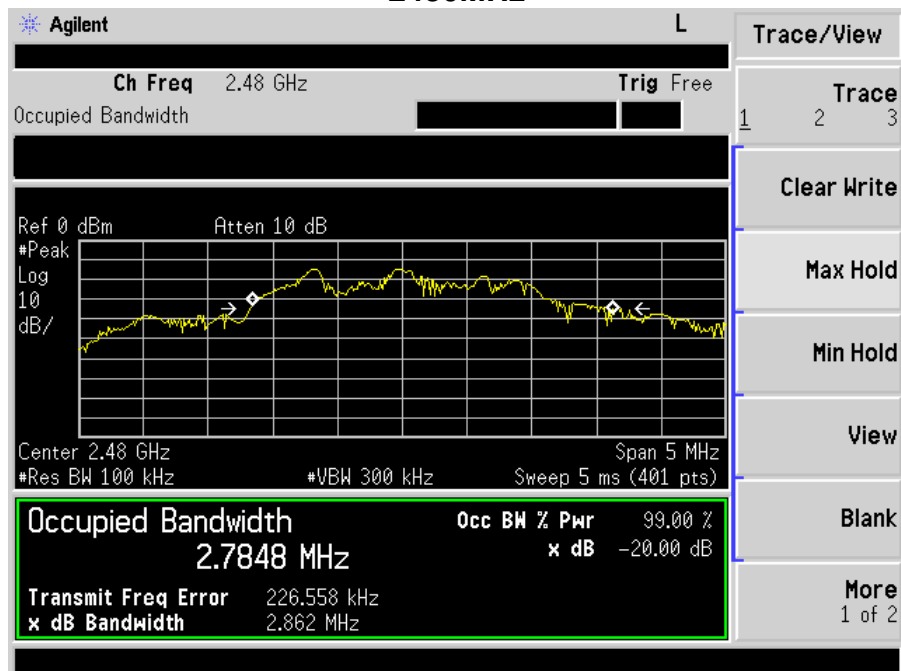 Agilent L
Trace/View
Ch Freq 2.48 GHz Trig Free
Occupied Bandwidth
Trace
1 2 3
Clear Write
Ref 0 dBm Atten 10 dB
#Peak
Log
10
dB/
Max Hold
Min Hold
Center 2.48 GHz Span 5 MHz
#Res BW 100 kHz #VBW 300 kHz Sweep 5 ms (401 pts)
View
Occupied Bandwidth Occ BW % Pwr 99.00 %
2.7848 MHz x dB -20.00 dB
Blank
Transmit Freq Error 226.558 kHz
x dB Bandwidth 2.862 MHz
More
1 of 2